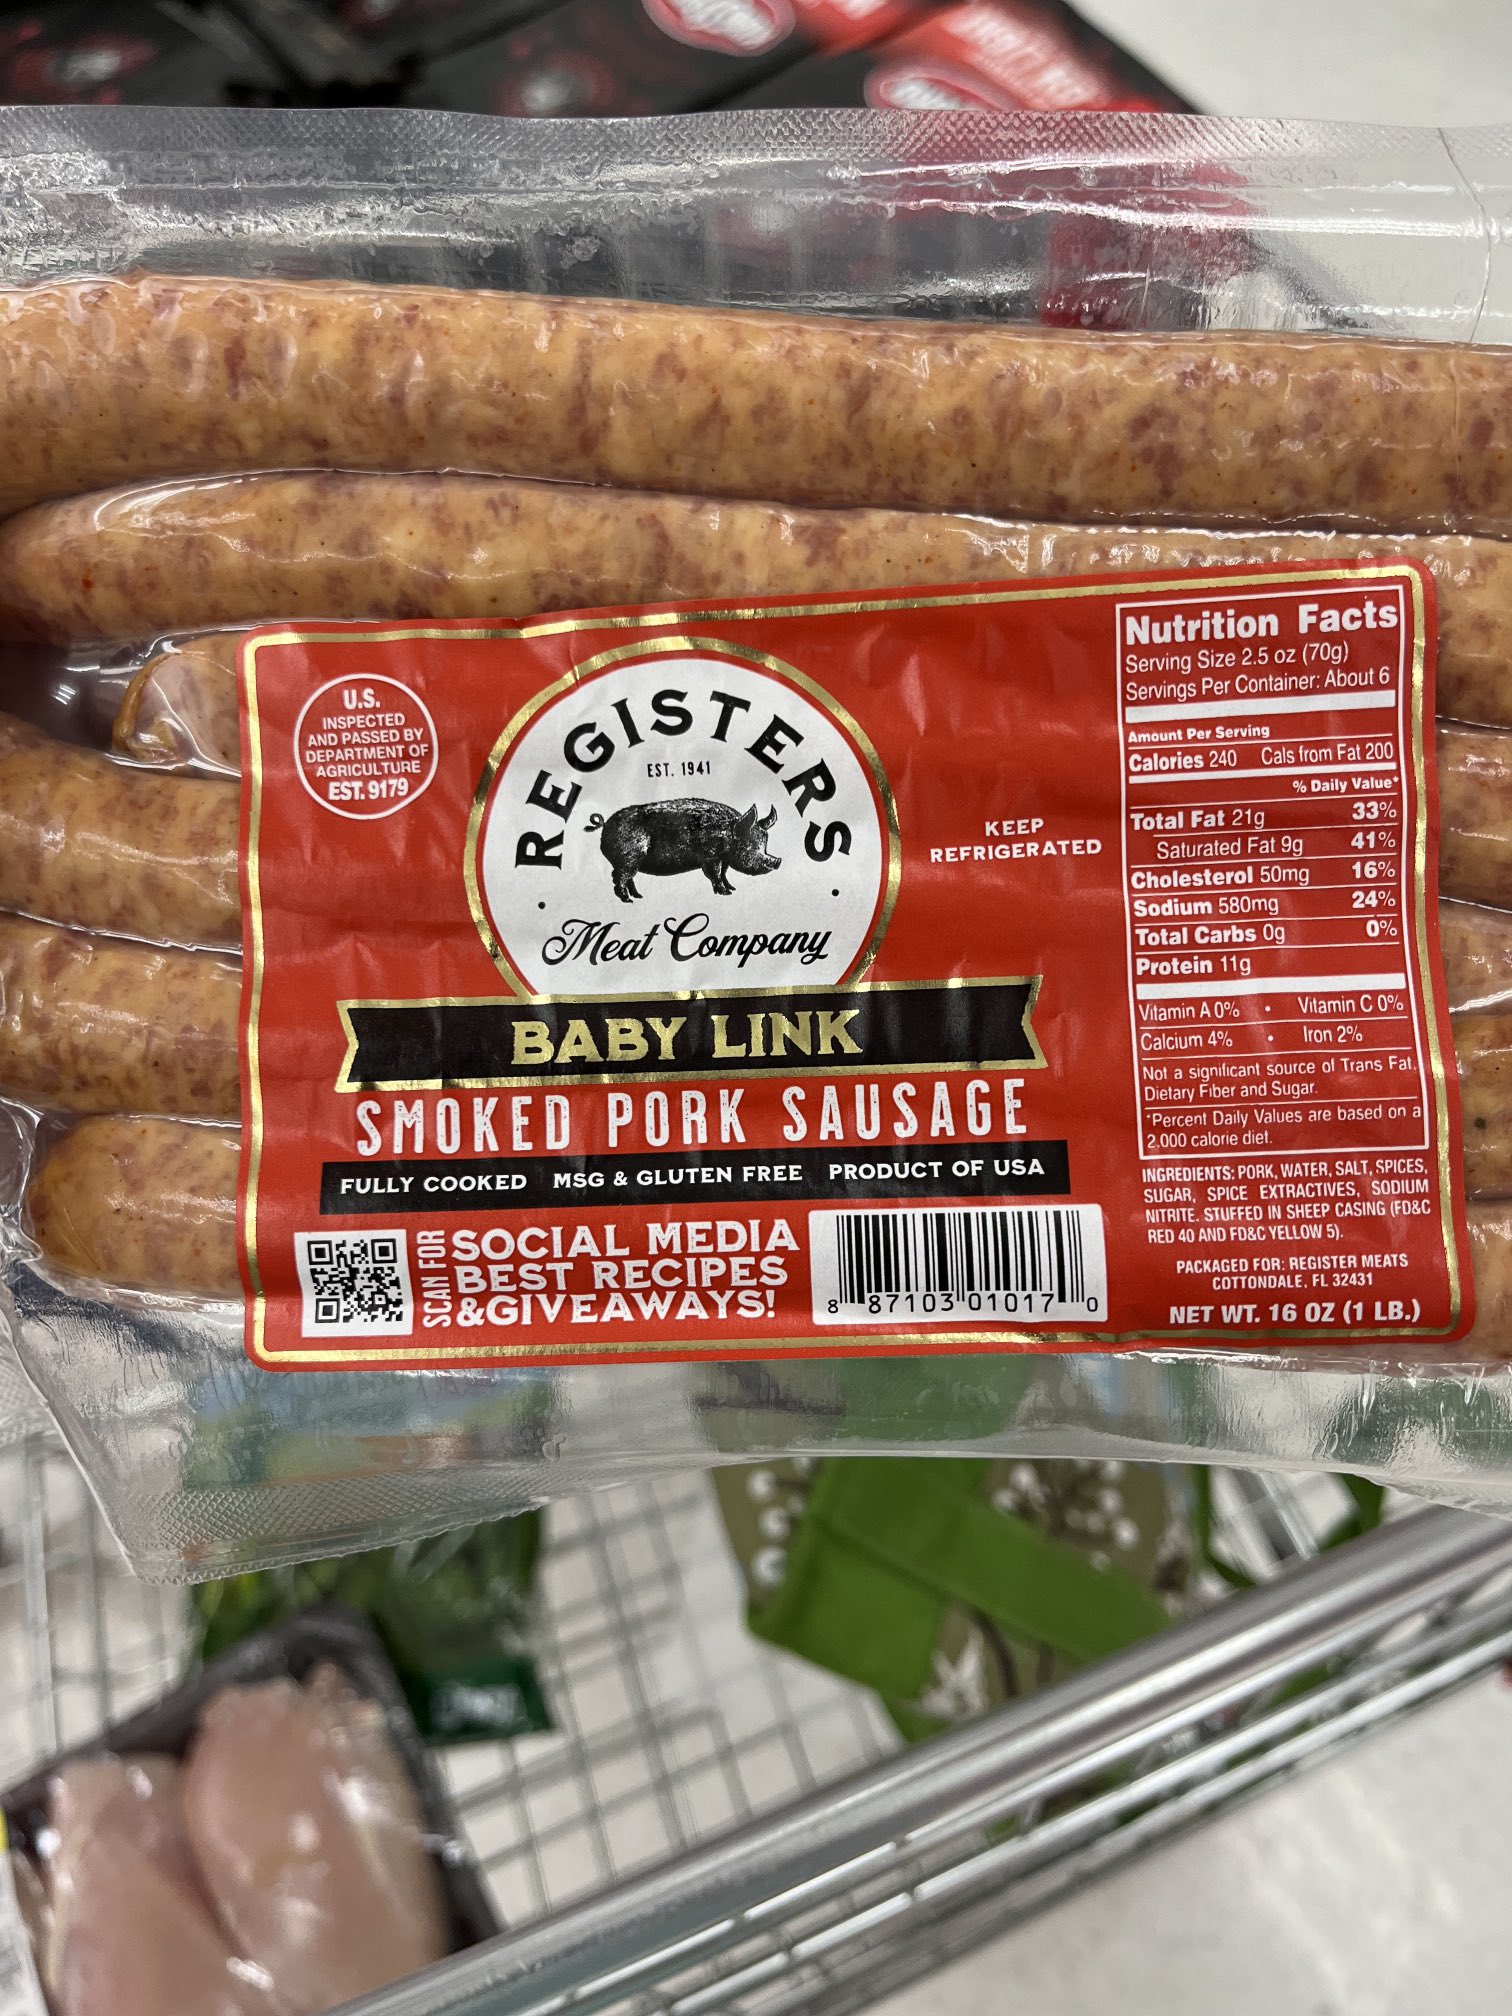 U.S.
INSPECTED
AND PASSED BY
DEPARTMENT OF
AGRICULTURE
EST. 9179
REGISTERS
EST. 1941
Meat Company
KEEP
REFRIGERATED
BABY LINK
SMOKED PORK SAUSAGE
FULLY COOKED MSG & GLUTEN FREE PRODUCT OF USA
SCAN FOR
SOCIAL MEDIA
BEST RECIPES
&GIVEAWAYS!
8 87103 01017 0
Nutrition Facts
Serving Size 2.5 oz (70g)
Servings Per Container: About 6
Amount Per Serving
Calories 240 Cals from Fat 200
% Daily Value*
Total Fat 21g 33%
Saturated Fat 9g 41%
Cholesterol 50mg 16%
Sodium 580mg 24%
Total Carbs 0g 0%
Protein 11g
Vitamin A 0% • Vitamin C 0%
Calcium 4% • Iron 2%
Not a significant source of Trans Fat,
Dietary Fiber and Sugar.
*Percent Daily Values are based on a
2,000 calorie diet.
INGREDIENTS: PORK, WATER, SALT, SPICES,
SUGAR, SPICE EXTRACTIVES, SODIUM
NITRITE. STUFFED IN SHEEP CASING (FD&C
RED 40 AND FD&C YELLOW 5).
PACKAGED FOR: REGISTER MEATS
COTTONDALE, FL 32431
NET WT. 16 OZ (1 LB.)